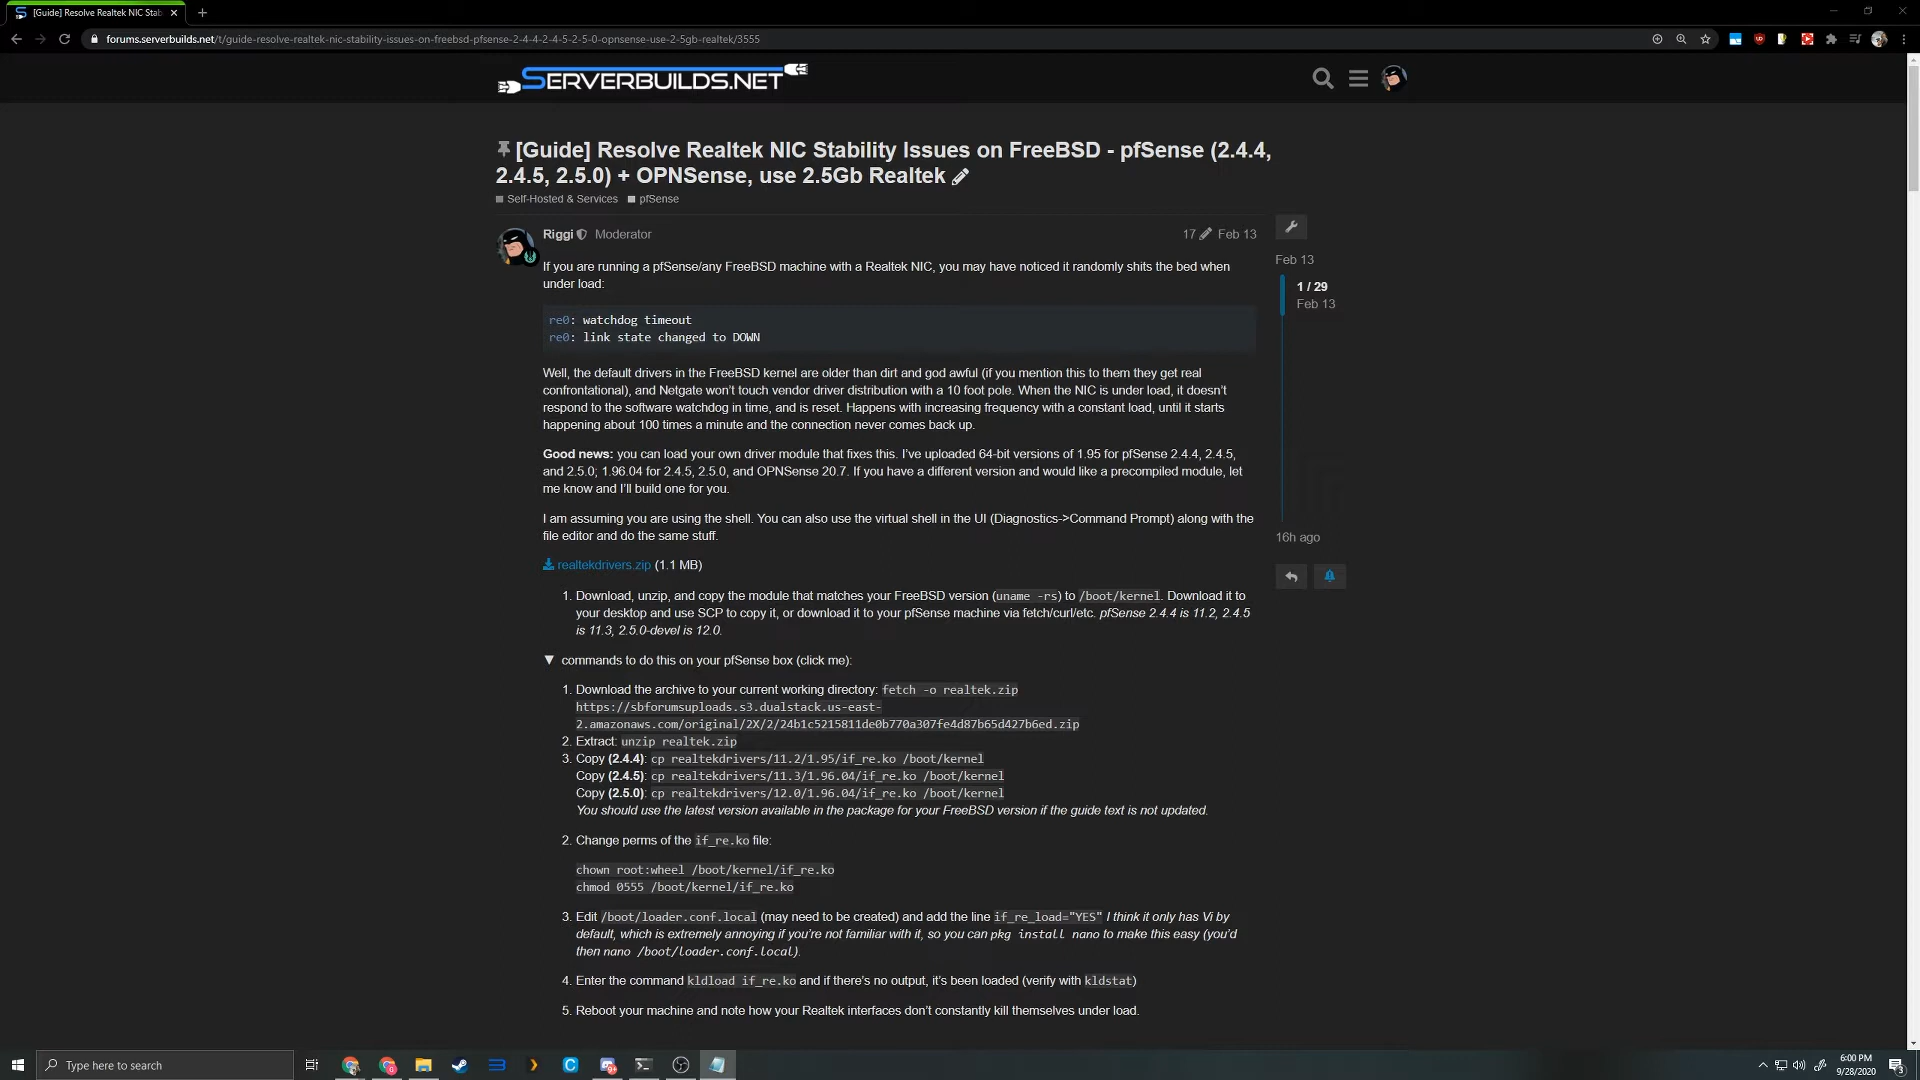 [Guide] Resolve Realtek NIC Stab
forums.serverbuilds.net/t/guide-resolve-realtek-nic-stability-issues-on-freebsd-pfsense-2-4-4-2-4-5-2-5-0-opnsense-use-2-5gb-realtek/3555
SERVERBUILDS.NET
[Guide] Resolve Realtek NIC Stability Issues on FreeBSD - pfSense (2.4.4,
2.4.5, 2.5.0) + OPNSense, use 2.5Gb Realtek
Self-Hosted & Services pfSense
Riggi Moderator 17 Feb 13
If you are running a pfSense/any FreeBSD machine with a Realtek NIC, you may have noticed it randomly shits the bed when
under load:
re0: watchdog timeout
re0: link state changed to DOWN
Well, the default drivers in the FreeBSD kernel are older than dirt and god awful (if you mention this to them they get real
confrontational), and Netgate won't touch vendor driver distribution with a 10 foot pole. When the NIC is under load, it doesn't
respond to the software watchdog in time, and is reset. Happens with increasing frequency with a constant load, until it starts
happening about 100 times a minute and the connection never comes back up.
Good news: you can load your own driver module that fixes this. I've uploaded 64-bit versions of 1.95 for pfSense 2.4.4, 2.4.5,
and 2.5.0; 1.96.04 for 2.4.5, 2.5.0, and OPNSense 20.7. If you have a different version and would like a precompiled module, let
me know and I'll build one for you.
I am assuming you are using the shell. You can also use the virtual shell in the UI (Diagnostics->Command Prompt) along with the
file editor and do the same stuff.
realtekdrivers.zip (1.1 MB)
1. Download, unzip, and copy the module that matches your FreeBSD version (uname -rs) to /boot/kernel. Download it to
your desktop and use SCP to copy it, or download it to your pfSense machine via fetch/curl/etc. pfSense 2.4.4 is 11.2, 2.4.5
is 11.3, 2.5.0-devel is 12.0.
▼ commands to do this on your pfSense box (click me):
1. Download the archive to your current working directory: fetch -o realtek.zip
https://sbforumsuploads.s3.dualstack.us-east-
2.amazonaws.com/original/2X/2/24b1c5215811de0b770a307fe4d87b65d427b6ed.zip
2. Extract: unzip realtek.zip
3. Copy (2.4.4): cp realtekdrivers/11.2/1.95/if_re.ko /boot/kernel
Copy (2.4.5): cp realtekdrivers/11.3/1.96.04/if_re.ko /boot/kernel
Copy (2.5.0): cp realtekdrivers/12.0/1.96.04/if_re.ko /boot/kernel
You should use the latest version available in the package for your FreeBSD version if the guide text is not updated.
2. Change perms of the if_re.ko file:
chown root:wheel /boot/kernel/if_re.ko
chmod 0555 /boot/kernel/if_re.ko
3. Edit /boot/loader.conf.local (may need to be created) and add the line if_re_load="YES" I think it only has Vi by
default, which is extremely annoying if you're not familiar with it, so you can pkg install nano to make this easy (you'd
then nano /boot/loader.conf.local).
4. Enter the command kldload if_re.ko and if there's no output, it's been loaded (verify with kldstat)
5. Reboot your machine and note how your Realtek interfaces don't constantly kill themselves under load.
Feb 13
1 / 29
Feb 13
16h ago
Type here to search
6:00 PM
9/28/2020